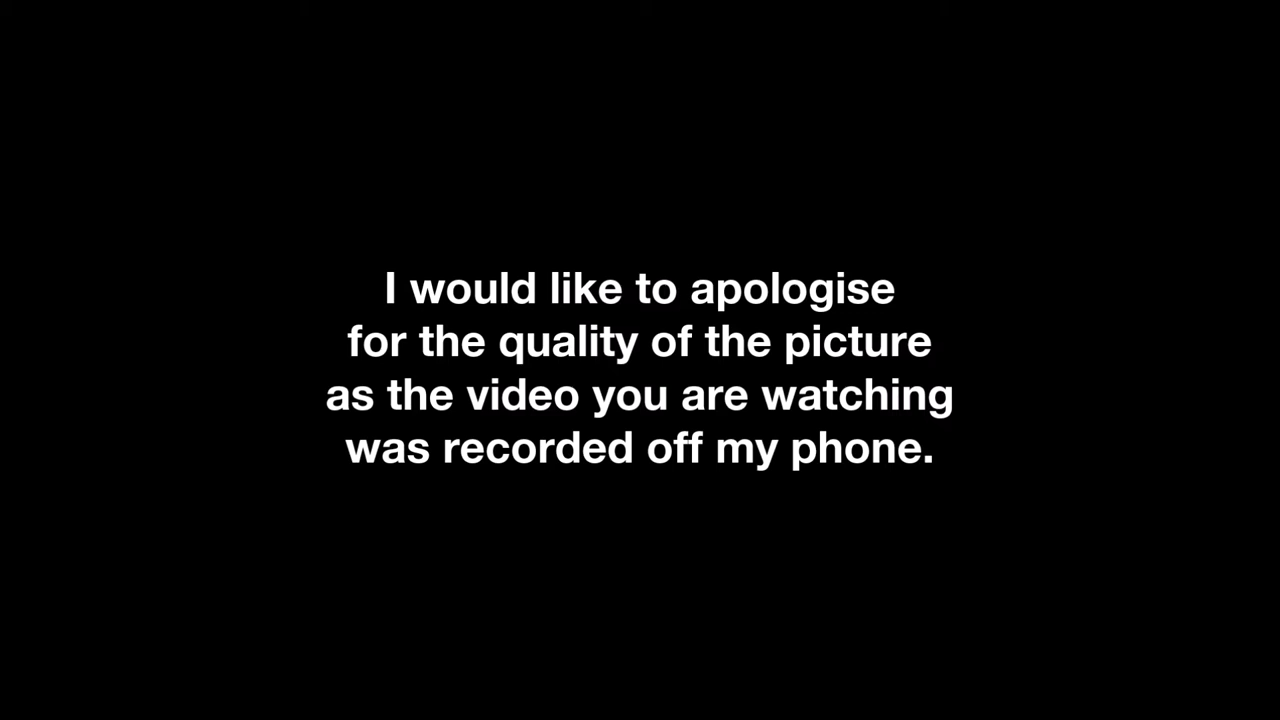 I would like to apologise
for the quality of the picture
as the video you are watching
was recorded off my phone.